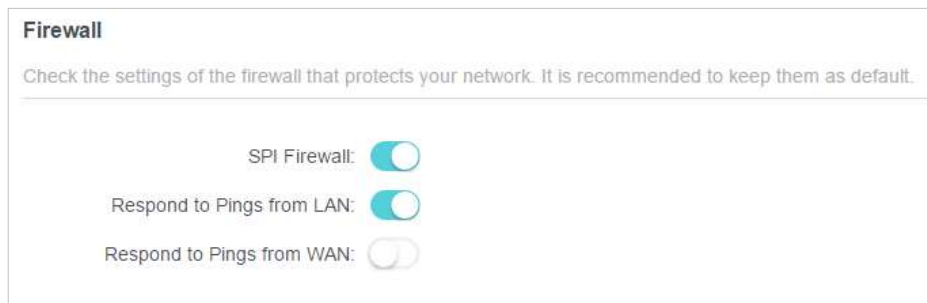 Firewall
Check the settings of the firewall that protects your network. It is recommended to keep them as default.
SPI Firewall:
Respond to Pings from LAN:
Respond to Pings from WAN: